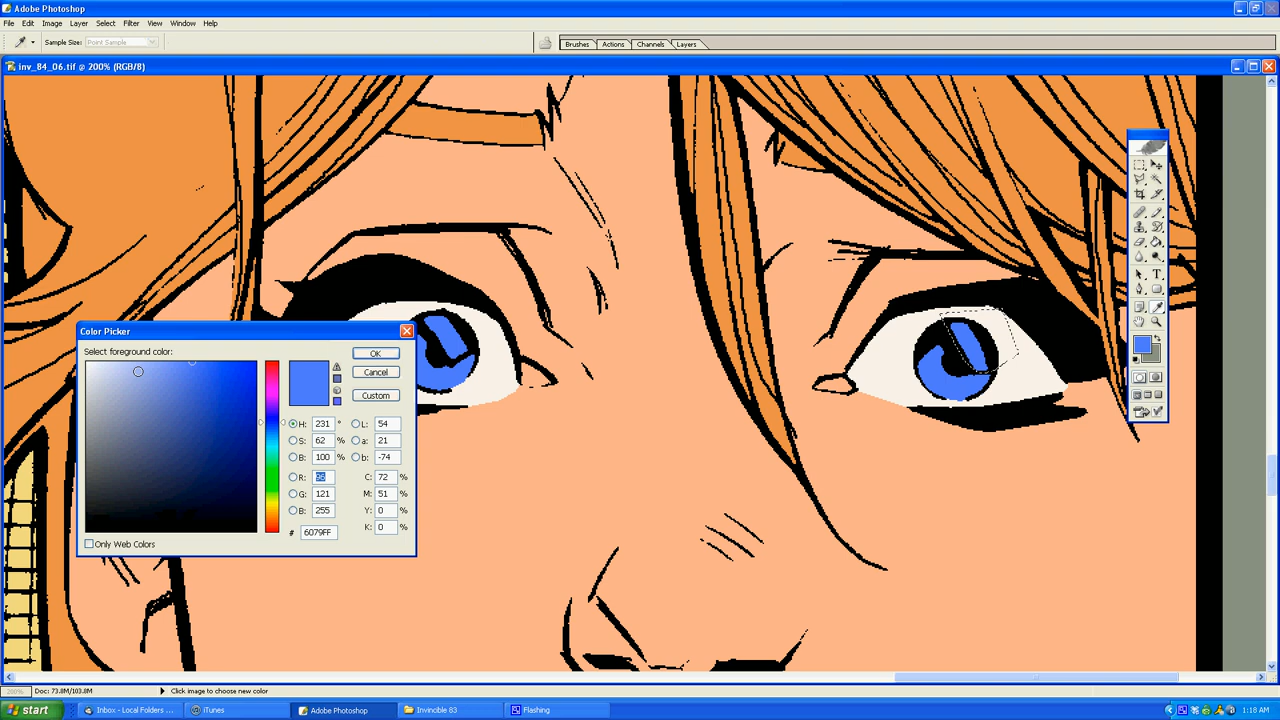 Adobe Photoshop
File Edit Image Layer Select Filter View Window Help
Sample Size: Point Sample
Brushes Actions Channels Layers
inv_84_06.tif @ 200% (RGB/8)
Color Picker
Select foreground color:
OK
Cancel
Custom
H: 231 ° L: 54
S: 62 % a: 21
B: 100 % b: -74
R: 96 C: 72 %
G: 121 M: 51 %
B: 255 Y: 0 %
# 6079FF K: 0 %
Only Web Colors
T
200% Doc: 73.8M/103.8M Click image to choose new color
start Inbox - Local Folders ... iTunes Adobe Photoshop Invincible 83 Flashing 1:18 AM